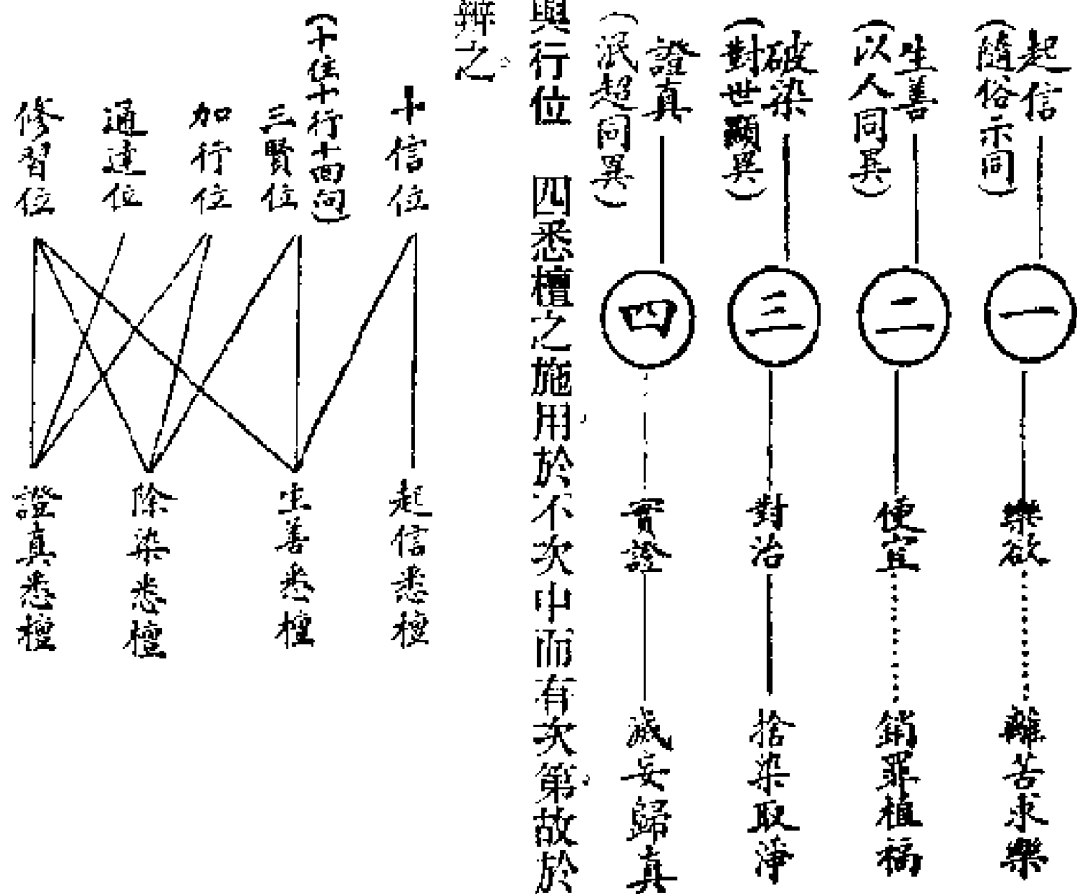 起信
(隨俗示同)
一
樂欲
離苦求樂
生善
(以人同異)
二
便宜
銷罪植福
破染
(對世顯異)
三
對治
捨染取淨
證真
(泯超同異)
四
實證
滅妄歸真
與行位　四悉檀之施用，於不次中而有次第，故於
辨之。
十信位
(十住十行十回向)
三賢位
加行位
通達位
修習位
起信悉檀
生善悉檀
除染悉檀
證真悉檀